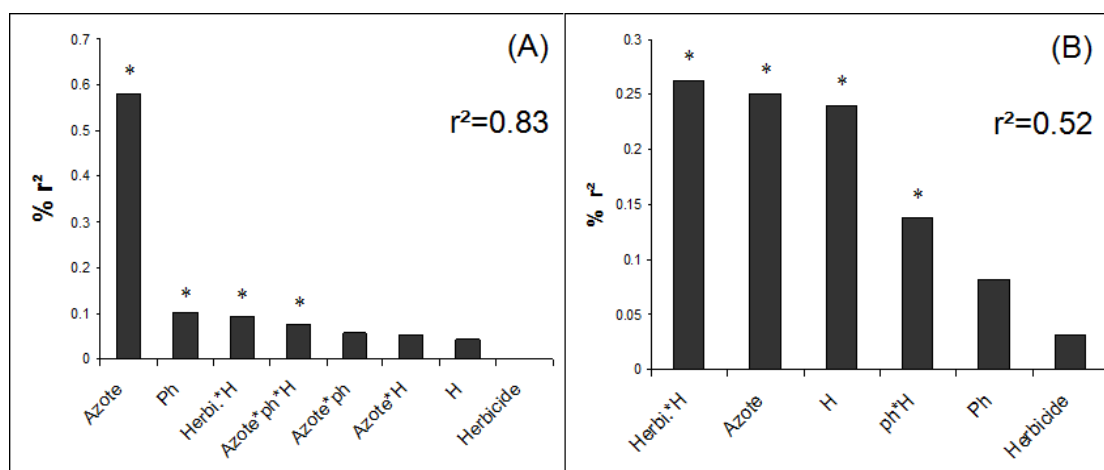 (A)
r²=0.83
% r²
0.7
0.6
0.5
0.4
0.3
0.2
0.1
0
*
*
*
*
Azote
Ph
Herbi.*H
Azote*ph*H
Azote*ph
Azote*H
H
Herbicide
(B)
r²=0.52
% r²
0.3
0.25
0.2
0.15
0.1
0.05
0
*
*
*
*
Herbi.*H
Azote
H
ph*H
Ph
Herbicide